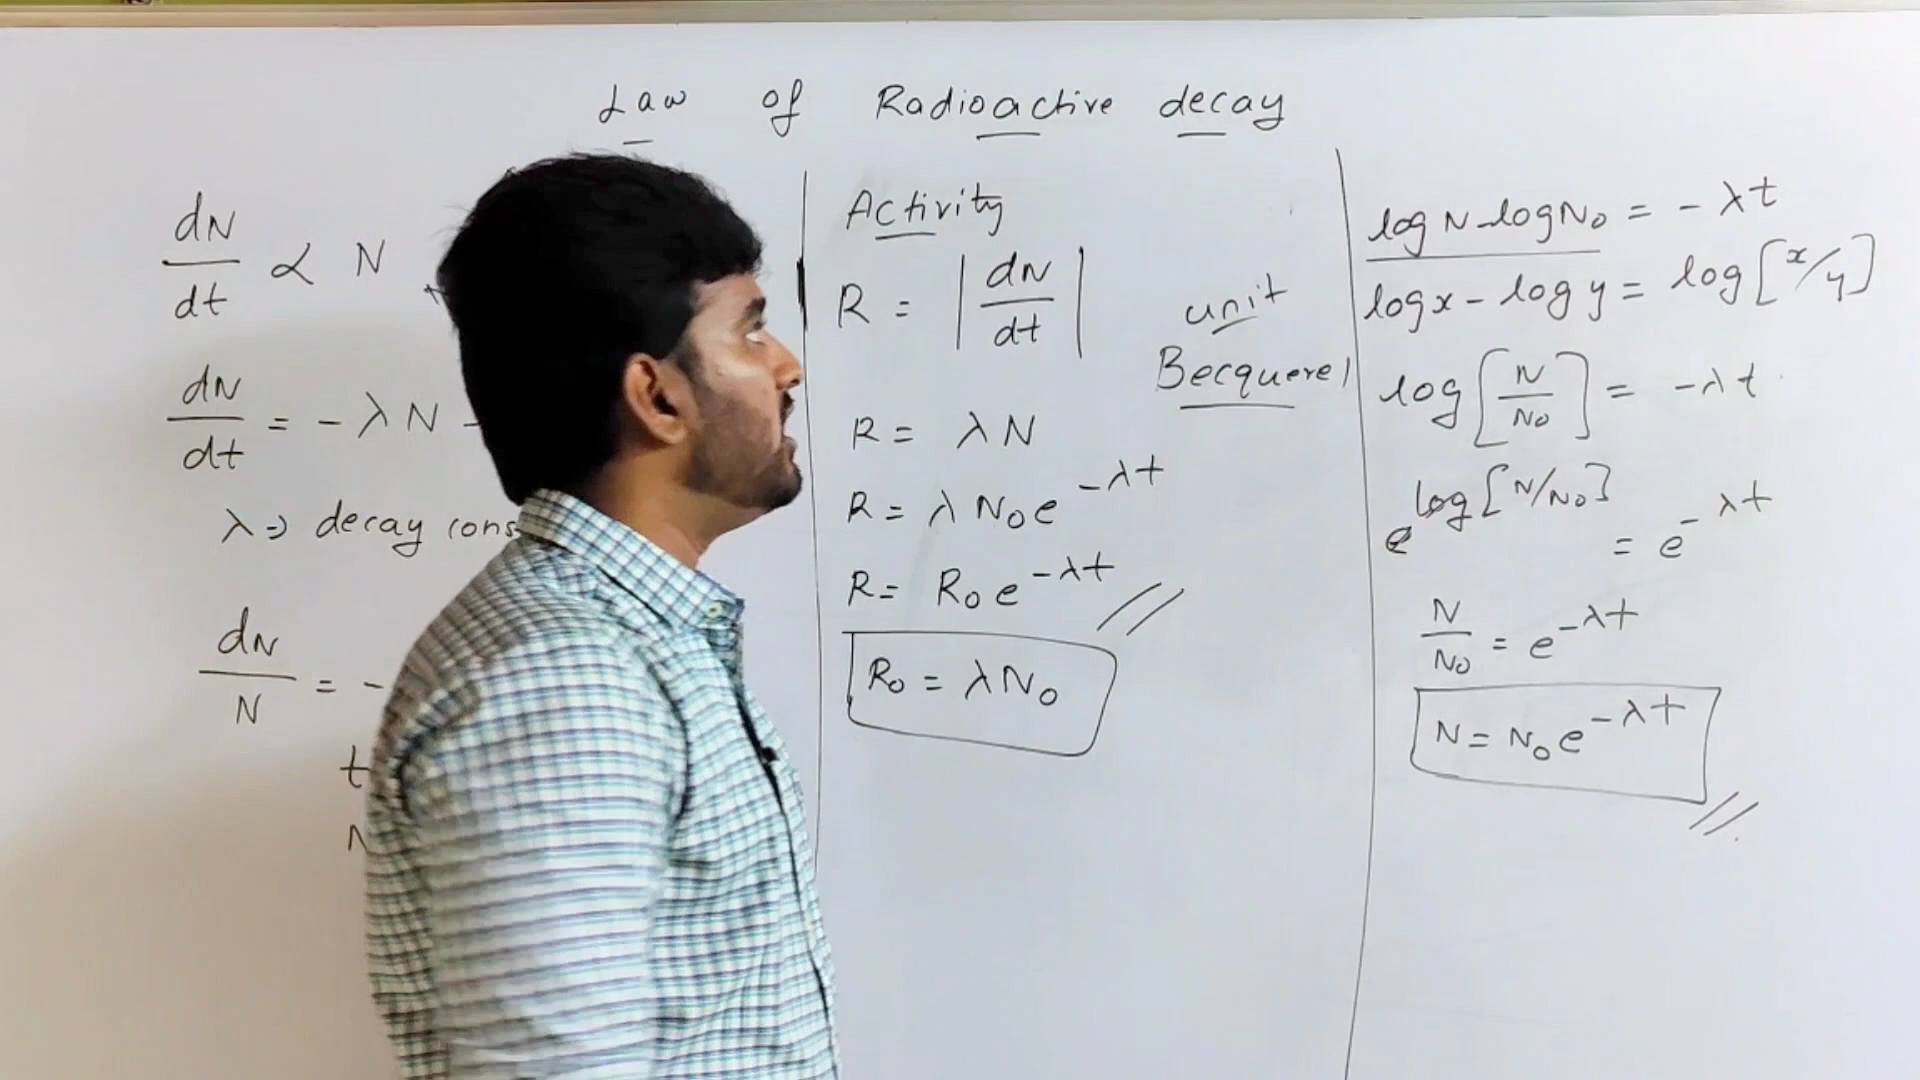 Law of Radioactive decay
dN/dt ∝ N
dN/dt = - λN -
λ → decay cons
dN/N = -
t
N
Activity
R = |dN/dt|
unit
Becquerel
R = λN
R = λ N₀e^-λt
R = R₀e^-λt
R₀ = λN₀
log N - log N₀ = - λt
log x - log y = log [x/y]
log [N/N₀] = - λt
e^log [N/N₀] = e^-λt
N/N₀ = e^-λt
N = N₀e^-λt